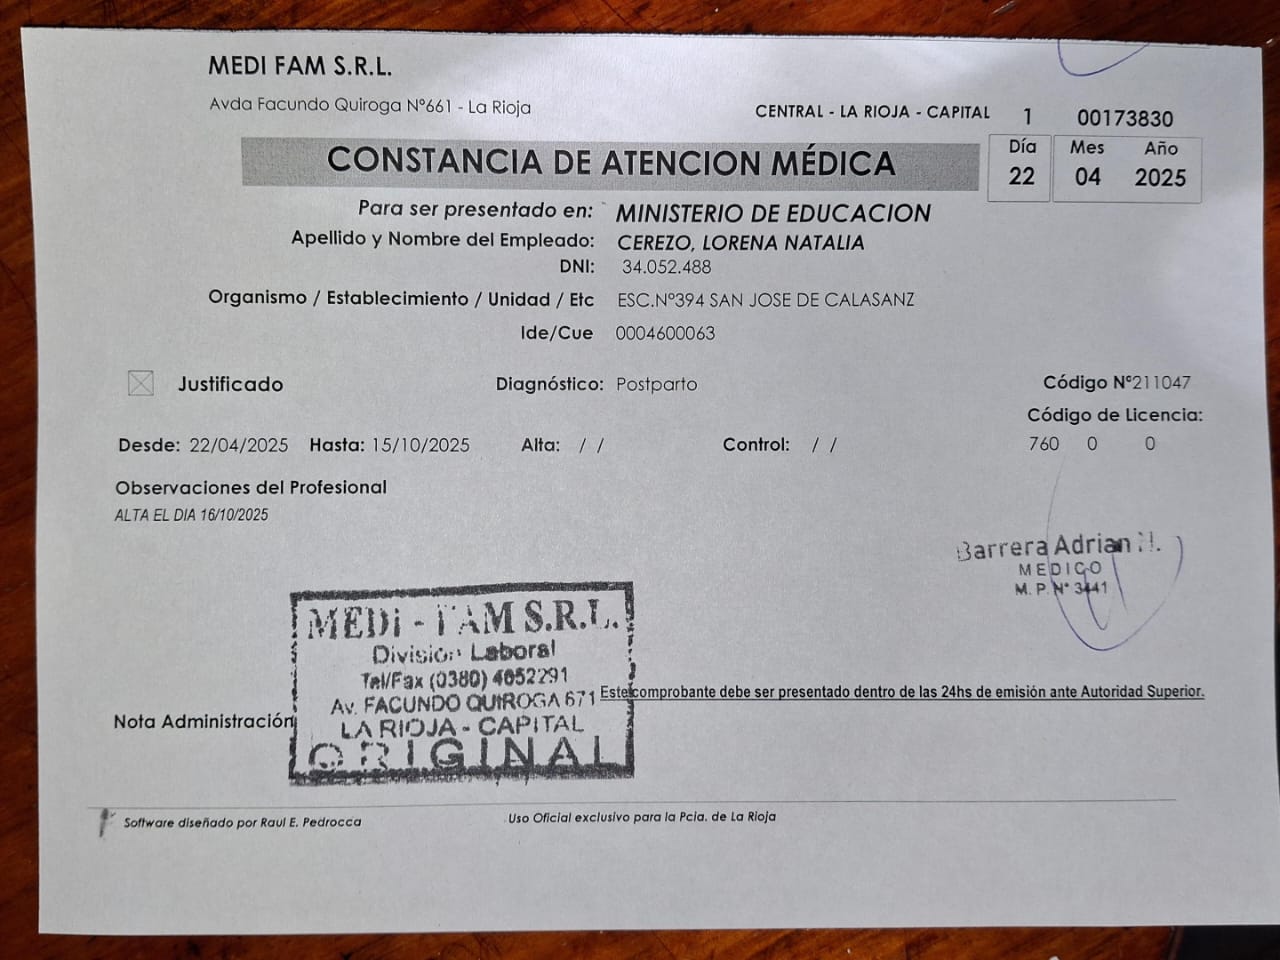 MEDI FAM S.R.L.
Avda Facundo Quiroga Nº661 - La Rioja
CENTRAL - LA RIOJA - CAPITAL 1 00173830
CONSTANCIA DE ATENCION MÉDICA
Día Mes Año
22 04 2025
Para ser presentado en: MINISTERIO DE EDUCACION
Apellido y Nombre del Empleado: CEREZO, LORENA NATALIA
DNI: 34.052.488
Organismo / Establecimiento / Unidad / Etc ESC.Nº394 SAN JOSE DE CALASANZ
Ide/Cue 0004600063
Justificado Diagnóstico: Postparto Código Nº211047
Código de Licencia:
Desde: 22/04/2025 Hasta: 15/10/2025 Alta: / / Control: / / 760 0 0
Observaciones del Profesional
ALTA EL DIA 16/10/2025
Barrera Adrian N.
MEDICO
M. P. Nº 3441
MEDI - FAM S.R.L.
División Laboral
Tel/Fax (0380) 4652291
Av. FACUNDO QUIROGA 671
LA RIOJA - CAPITAL
ORIGINAL
Este comprobante debe ser presentado dentro de las 24hs de emisión ante Autoridad Superior.
Nota Administración
Software diseñado por Raul E. Pedrocca
Uso Oficial exclusivo para la Pcia. de La Rioja